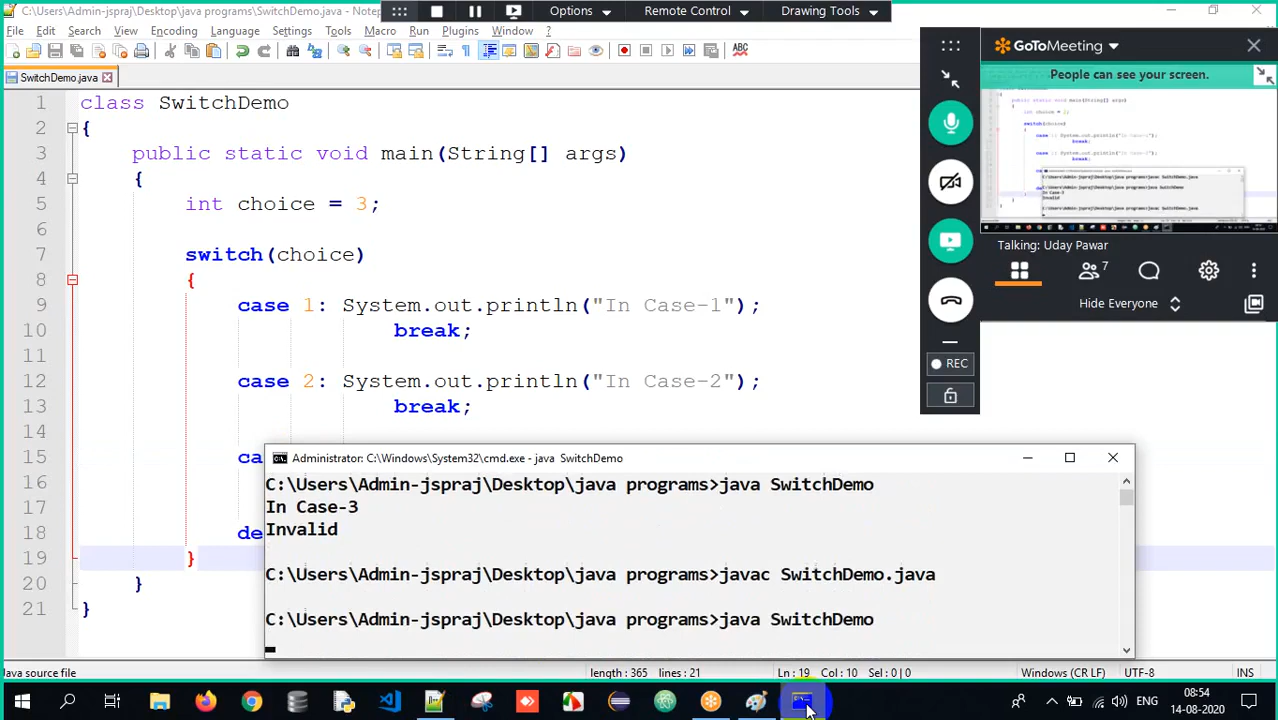 C:\Users\Admin-jspraj\Desktop\java programs\SwitchDemo.java - Notep
Options
Remote Control
Drawing Tools
File Edit Search View Encoding Language Settings Tools Macro Run Plugins Window ?
SwitchDemo.java
1 class SwitchDemo
2 {
3 public static void main(String[] args)
4 {
5 int choice = 3;
6
7 switch(choice)
8 {
9 case 1: System.out.println("In Case-1");
10 break;
11
12 case 2: System.out.println("In Case-2");
13 break;
14
15 ca
16
17
18 de
19 }
20 }
21 }
GoToMeeting
People can see your screen.
Talking: Uday Pawar
7
Hide Everyone
REC
Administrator: C:\Windows\System32\cmd.exe - java SwitchDemo
C:\Users\Admin-jspraj\Desktop\java programs>java SwitchDemo
In Case-3
Invalid
C:\Users\Admin-jspraj\Desktop\java programs>javac SwitchDemo.java
C:\Users\Admin-jspraj\Desktop\java programs>java SwitchDemo
Java source file
length : 365 lines : 21
Ln : 19 Col : 10 Sel : 0 | 0
Windows (CR LF)
UTF-8
INS
ENG
08:54
14-08-2020